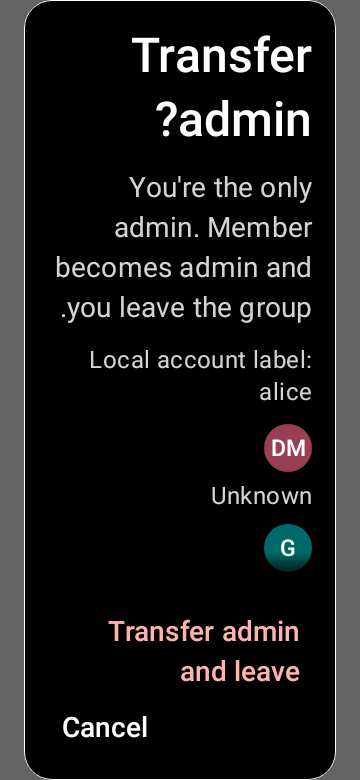 Transfer
?admin
You're the only
admin. Member
becomes admin and
.you leave the group
Local account label:
alice
DM
Unknown
G
Transfer admin
and leave
Cancel